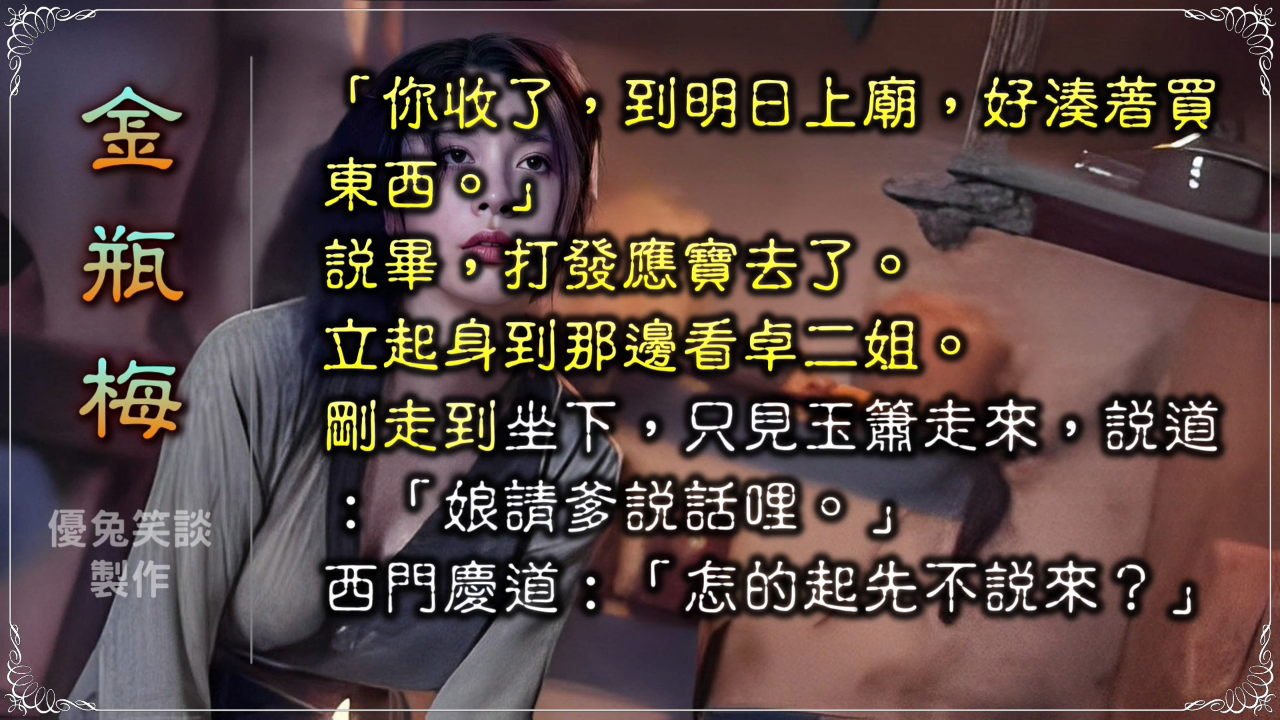 金瓶梅
優兔笑談
製作
「你收了，到明日上廟，好湊著買
東西。」
說畢，打發應寶去了。
立起身到那邊看卓二姐。
剛走到坐下，只見玉簫走來，說道
：「娘請爹說話哩。」
西門慶道：「怎的起先不說來？」